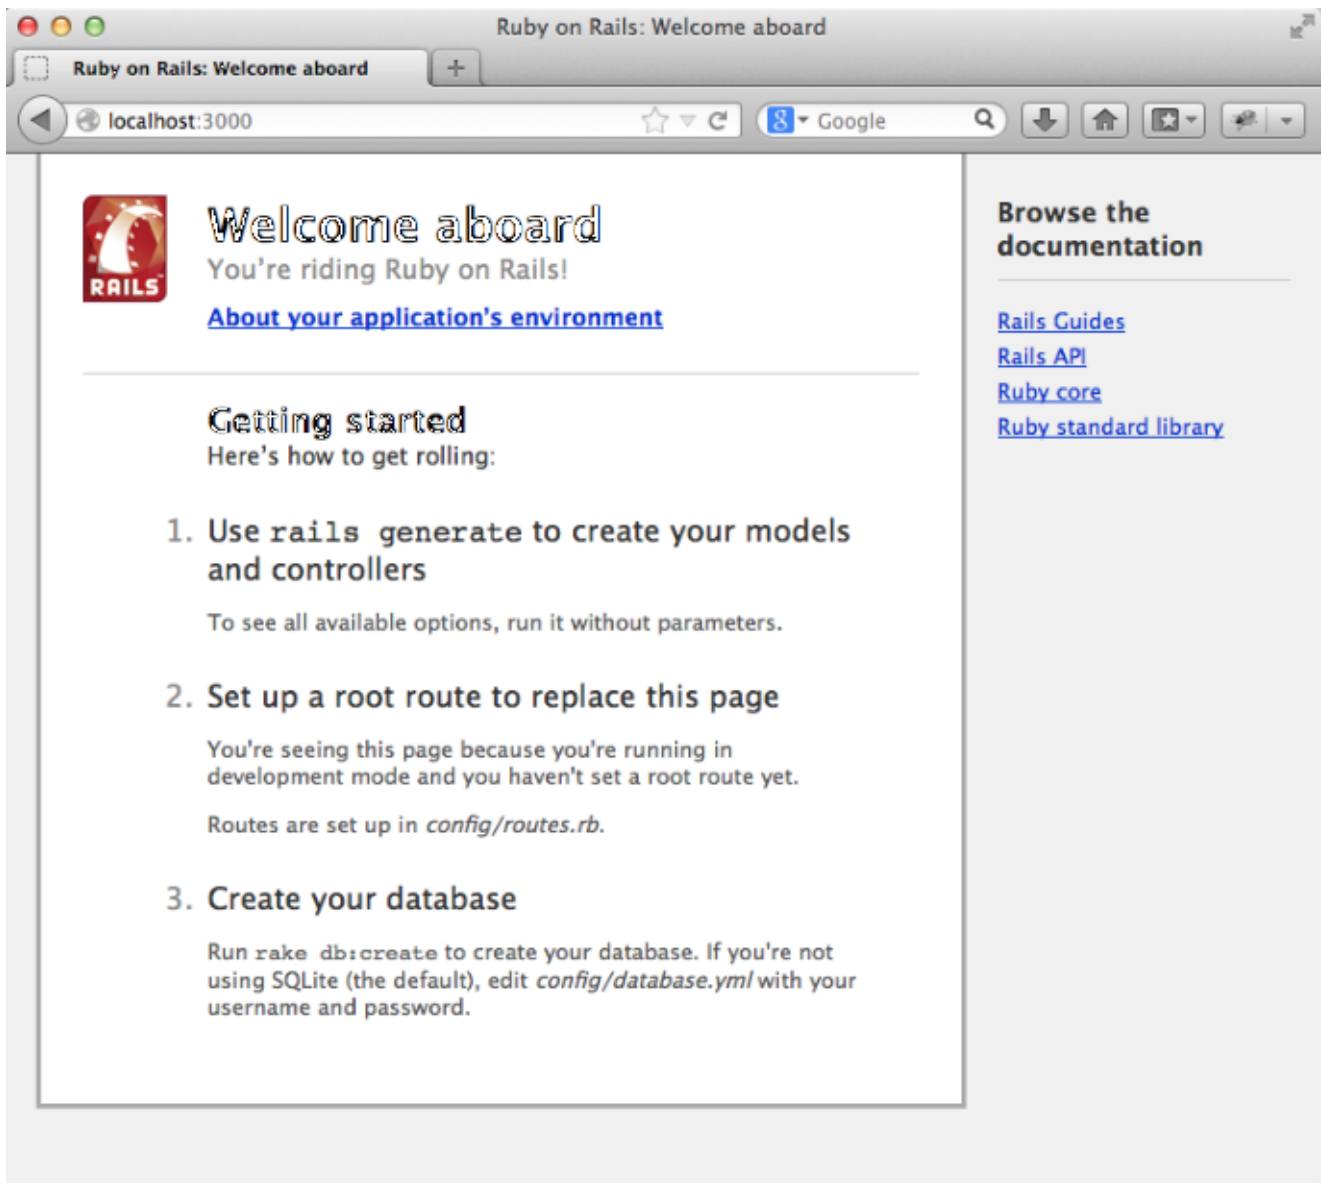 Ruby on Rails: Welcome aboard
Ruby on Rails: Welcome aboard
localhost:3000
Google
RAILS
Welcome aboard
You're riding Ruby on Rails!
About your application's environment
Getting started
Here's how to get rolling:
1. Use rails generate to create your models
and controllers
To see all available options, run it without parameters.
2. Set up a root route to replace this page
You're seeing this page because you're running in
development mode and you haven't set a root route yet.
Routes are set up in config/routes.rb.
3. Create your database
Run rake db:create to create your database. If you're not
using SQLite (the default), edit config/database.yml with your
username and password.
Browse the
documentation
Rails Guides
Rails API
Ruby core
Ruby standard library